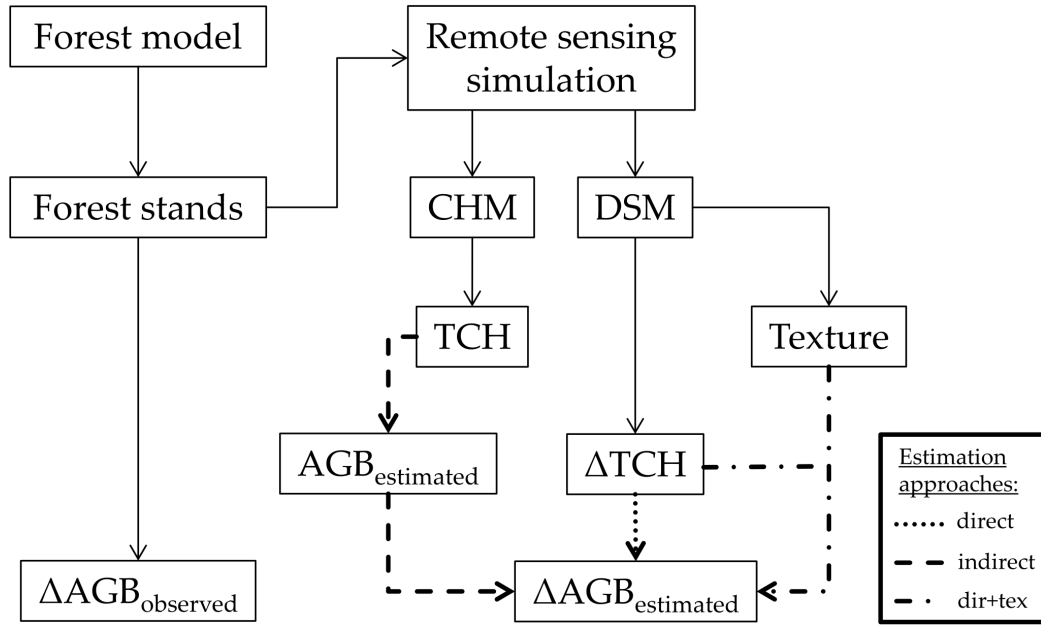 Forest model
Remote sensing
simulation
Forest stands
CHM
DSM
TCH
Texture
AGBestimated
ΔTCH
ΔAGBobserved
ΔAGBestimated
Estimation
approaches:
direct
indirect
dir+tex